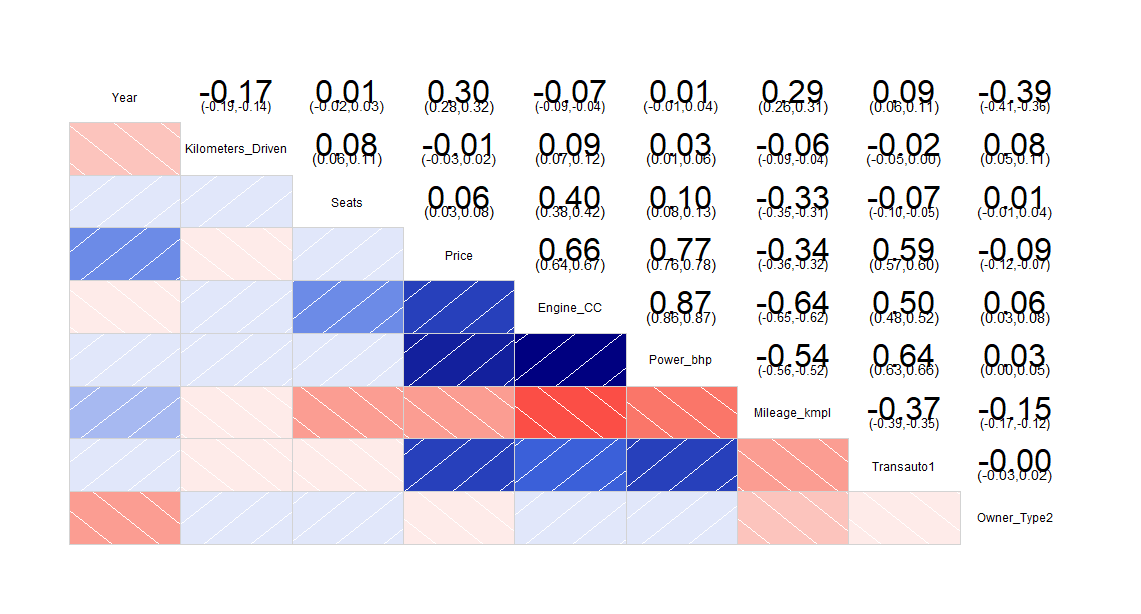 Year -0.17 0.01 0.30 -0.07 0.01 0.29 0.09 -0.39
(-0.19,-0.14) (-0.02,0.03) (0.28,0.32) (-0.09,-0.04) (-0.01,0.04) (0.26,0.31) (0.06,0.11) (-0.41,-0.36)
Kilometers_Driven 0.08 -0.01 0.09 0.03 -0.06 -0.02 0.08
(0.06,0.11) (-0.03,0.02) (0.07,0.12) (0.01,0.06) (-0.09,-0.04) (-0.05,0.00) (0.05,0.11)
Seats 0.06 0.40 0.10 -0.33 -0.07 0.01
(0.03,0.08) (0.38,0.42) (0.08,0.13) (-0.35,-0.31) (-0.10,-0.05) (-0.01,0.04)
Price 0.66 0.77 -0.34 0.59 -0.09
(0.64,0.67) (0.76,0.78) (-0.36,-0.32) (0.57,0.60) (-0.12,-0.07)
Engine_CC 0.87 -0.64 0.50 0.06
(0.86,0.87) (-0.65,-0.62) (0.48,0.52) (0.03,0.08)
Power_bhp -0.54 0.64 0.03
(-0.56,-0.52) (0.63,0.66) (0.00,0.05)
Mileage_kmpl -0.37 -0.15
(-0.39,-0.35) (-0.17,-0.12)
Transauto1 -0.00
(-0.03,0.02)
Owner_Type2